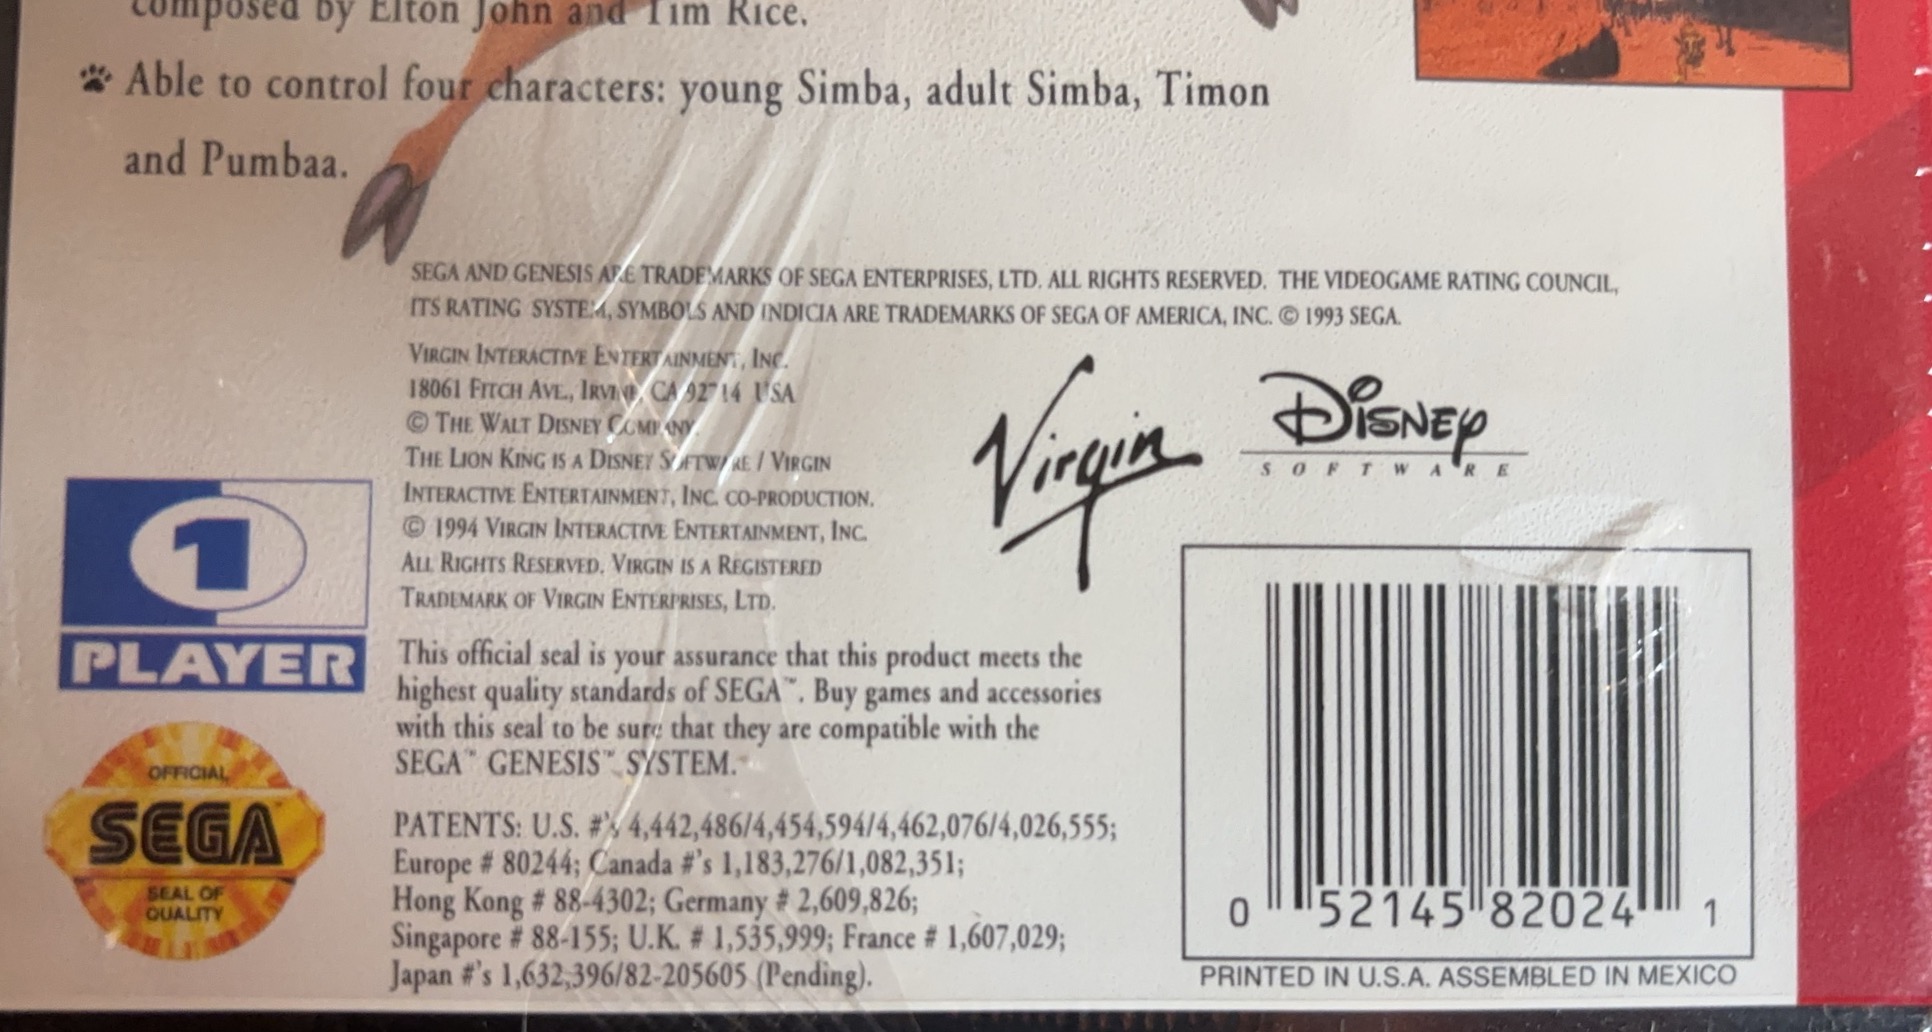 composed by Elton John and Tim Rice.
Able to control four characters: young Simba, adult Simba, Timon
and Pumbaa.
SEGA AND GENESIS ARE TRADEMARKS OF SEGA ENTERPRISES, LTD. ALL RIGHTS RESERVED. THE VIDEOGAME RATING COUNCIL,
ITS RATING SYSTEM, SYMBOLS AND INDICIA ARE TRADEMARKS OF SEGA OF AMERICA, INC. © 1993 SEGA.
VIRGIN INTERACTIVE ENTERTAINMENT, INC.
18061 FITCH AVE., IRVINE, CA 92714 USA
© THE WALT DISNEY COMPANY.
THE LION KING IS A DISNEY SOFTWARE / VIRGIN
INTERACTIVE ENTERTAINMENT, INC. CO-PRODUCTION.
© 1994 VIRGIN INTERACTIVE ENTERTAINMENT, INC.
ALL RIGHTS RESERVED. VIRGIN IS A REGISTERED
TRADEMARK OF VIRGIN ENTERPRISES, LTD.
Virgin
DISNEY
SOFTWARE
1
PLAYER
This official seal is your assurance that this product meets the
highest quality standards of SEGA™. Buy games and accessories
with this seal to be sure that they are compatible with the
SEGA™ GENESIS™ SYSTEM.
OFFICIAL
SEGA™
SEAL OF
QUALITY
PATENTS: U.S. #'s 4,442,486/4,454,594/4,462,076/4,026,555;
Europe # 80244; Canada #'s 1,183,276/1,082,351;
Hong Kong # 88-4302; Germany # 2,609,826;
Singapore # 88-155; U.K. # 1,535,999; France # 1,607,029;
Japan #'s 1,632,396/82-205605 (Pending).
0 52145 82024 1
PRINTED IN U.S.A. ASSEMBLED IN MEXICO